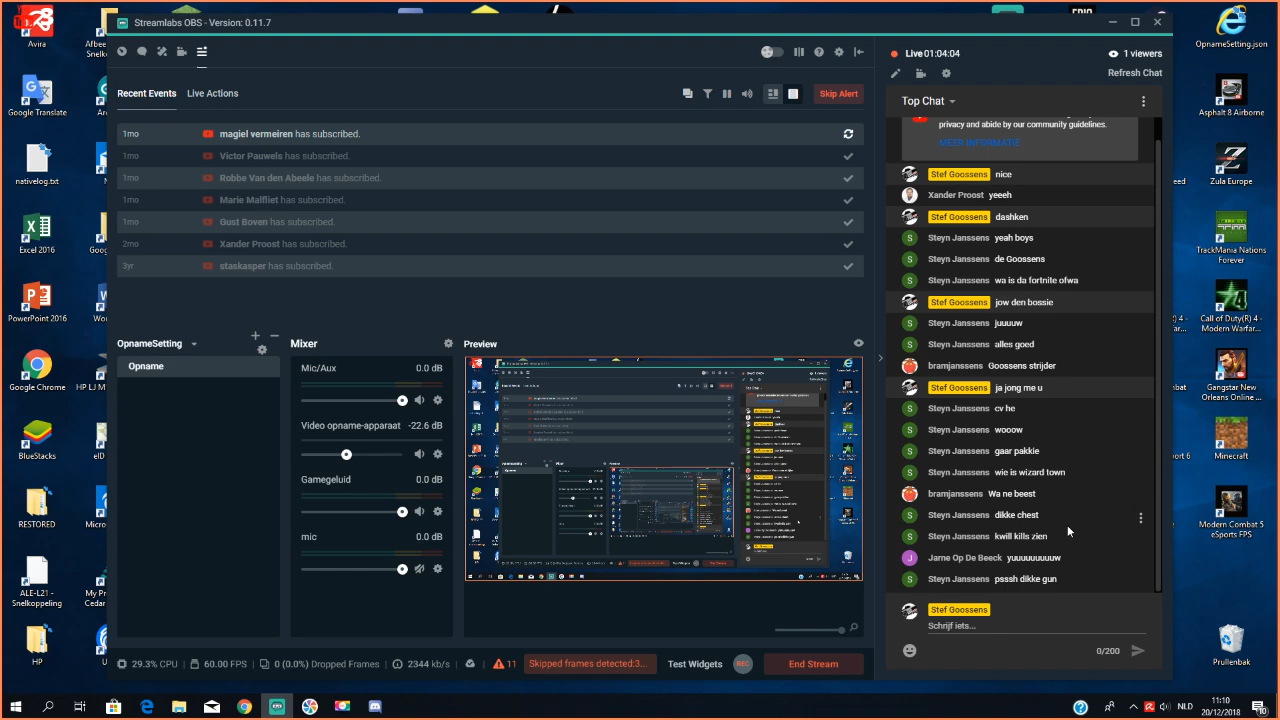 Streamlabs OBS - Version: 0.11.7
Avira
Google Translate
nativelog.txt
Excel 2016
PowerPoint 2016
Google Chrome
BlueStacks
RESTORED
ALE-L21 -
Snelkoppeling
HP
Afbee
Snelko
Googl
Wor
HP LJ M
eID
Micros
My Pr
Cedar
Recent Events
Live Actions
Skip Alert
1mo magiel vermeiren has subscribed.
1mo Victor Pauwels has subscribed.
1mo Robbe Van den Abeele has subscribed.
1mo Marie Malfliet has subscribed.
1mo Gust Boven has subscribed.
2mo Xander Proost has subscribed.
3yr staskasper has subscribed.
OpnameSetting
Opname
Mixer
Mic/Aux 0.0 dB
Video opname-apparaat -22.6 dB
Gamegeluid 0.0 dB
mic 0.0 dB
Preview
29.3% CPU
60.00 FPS
0 (0.0%) Dropped Frames
2344 kb/s
11
Skipped frames detected:3...
Test Widgets
REC
End Stream
Live 01:04:04
1 viewers
Refresh Chat
Top Chat
privacy and abide by our community guidelines.
MEER INFORMATIE
Stef Goossens nice
Xander Proost yeeeh
Stef Goossens dashken
Steyn Janssens yeah boys
Steyn Janssens de Goossens
Steyn Janssens wa is da fortnite ofwa
Stef Goossens jow den bossie
Steyn Janssens juuuuw
Steyn Janssens alles goed
bramjanssens Goossens strijder
Stef Goossens ja jong me u
Steyn Janssens cv he
Steyn Janssens wooow
Steyn Janssens gaar pakkie
Steyn Janssens wie is wizard town
bramjanssens Wa ne beest
Steyn Janssens dikke chest
Steyn Janssens kwill kills zien
Jarne Op De Beeck yuuuuuuuuuw
Steyn Janssens psssh dikke gun
Stef Goossens
Schrijf iets...
0/200
OpnameSetting.json
Asphalt 8 Airborne
Zula Europe
TrackMania Nations
Forever
Call of Duty(R) 4 -
Modern Warfar...
Gangstar New
Orleans Online ...
Minecraft
Modern Combat 5
eSports FPS
Prullenbak
NLD
11:10
20/12/2018
10